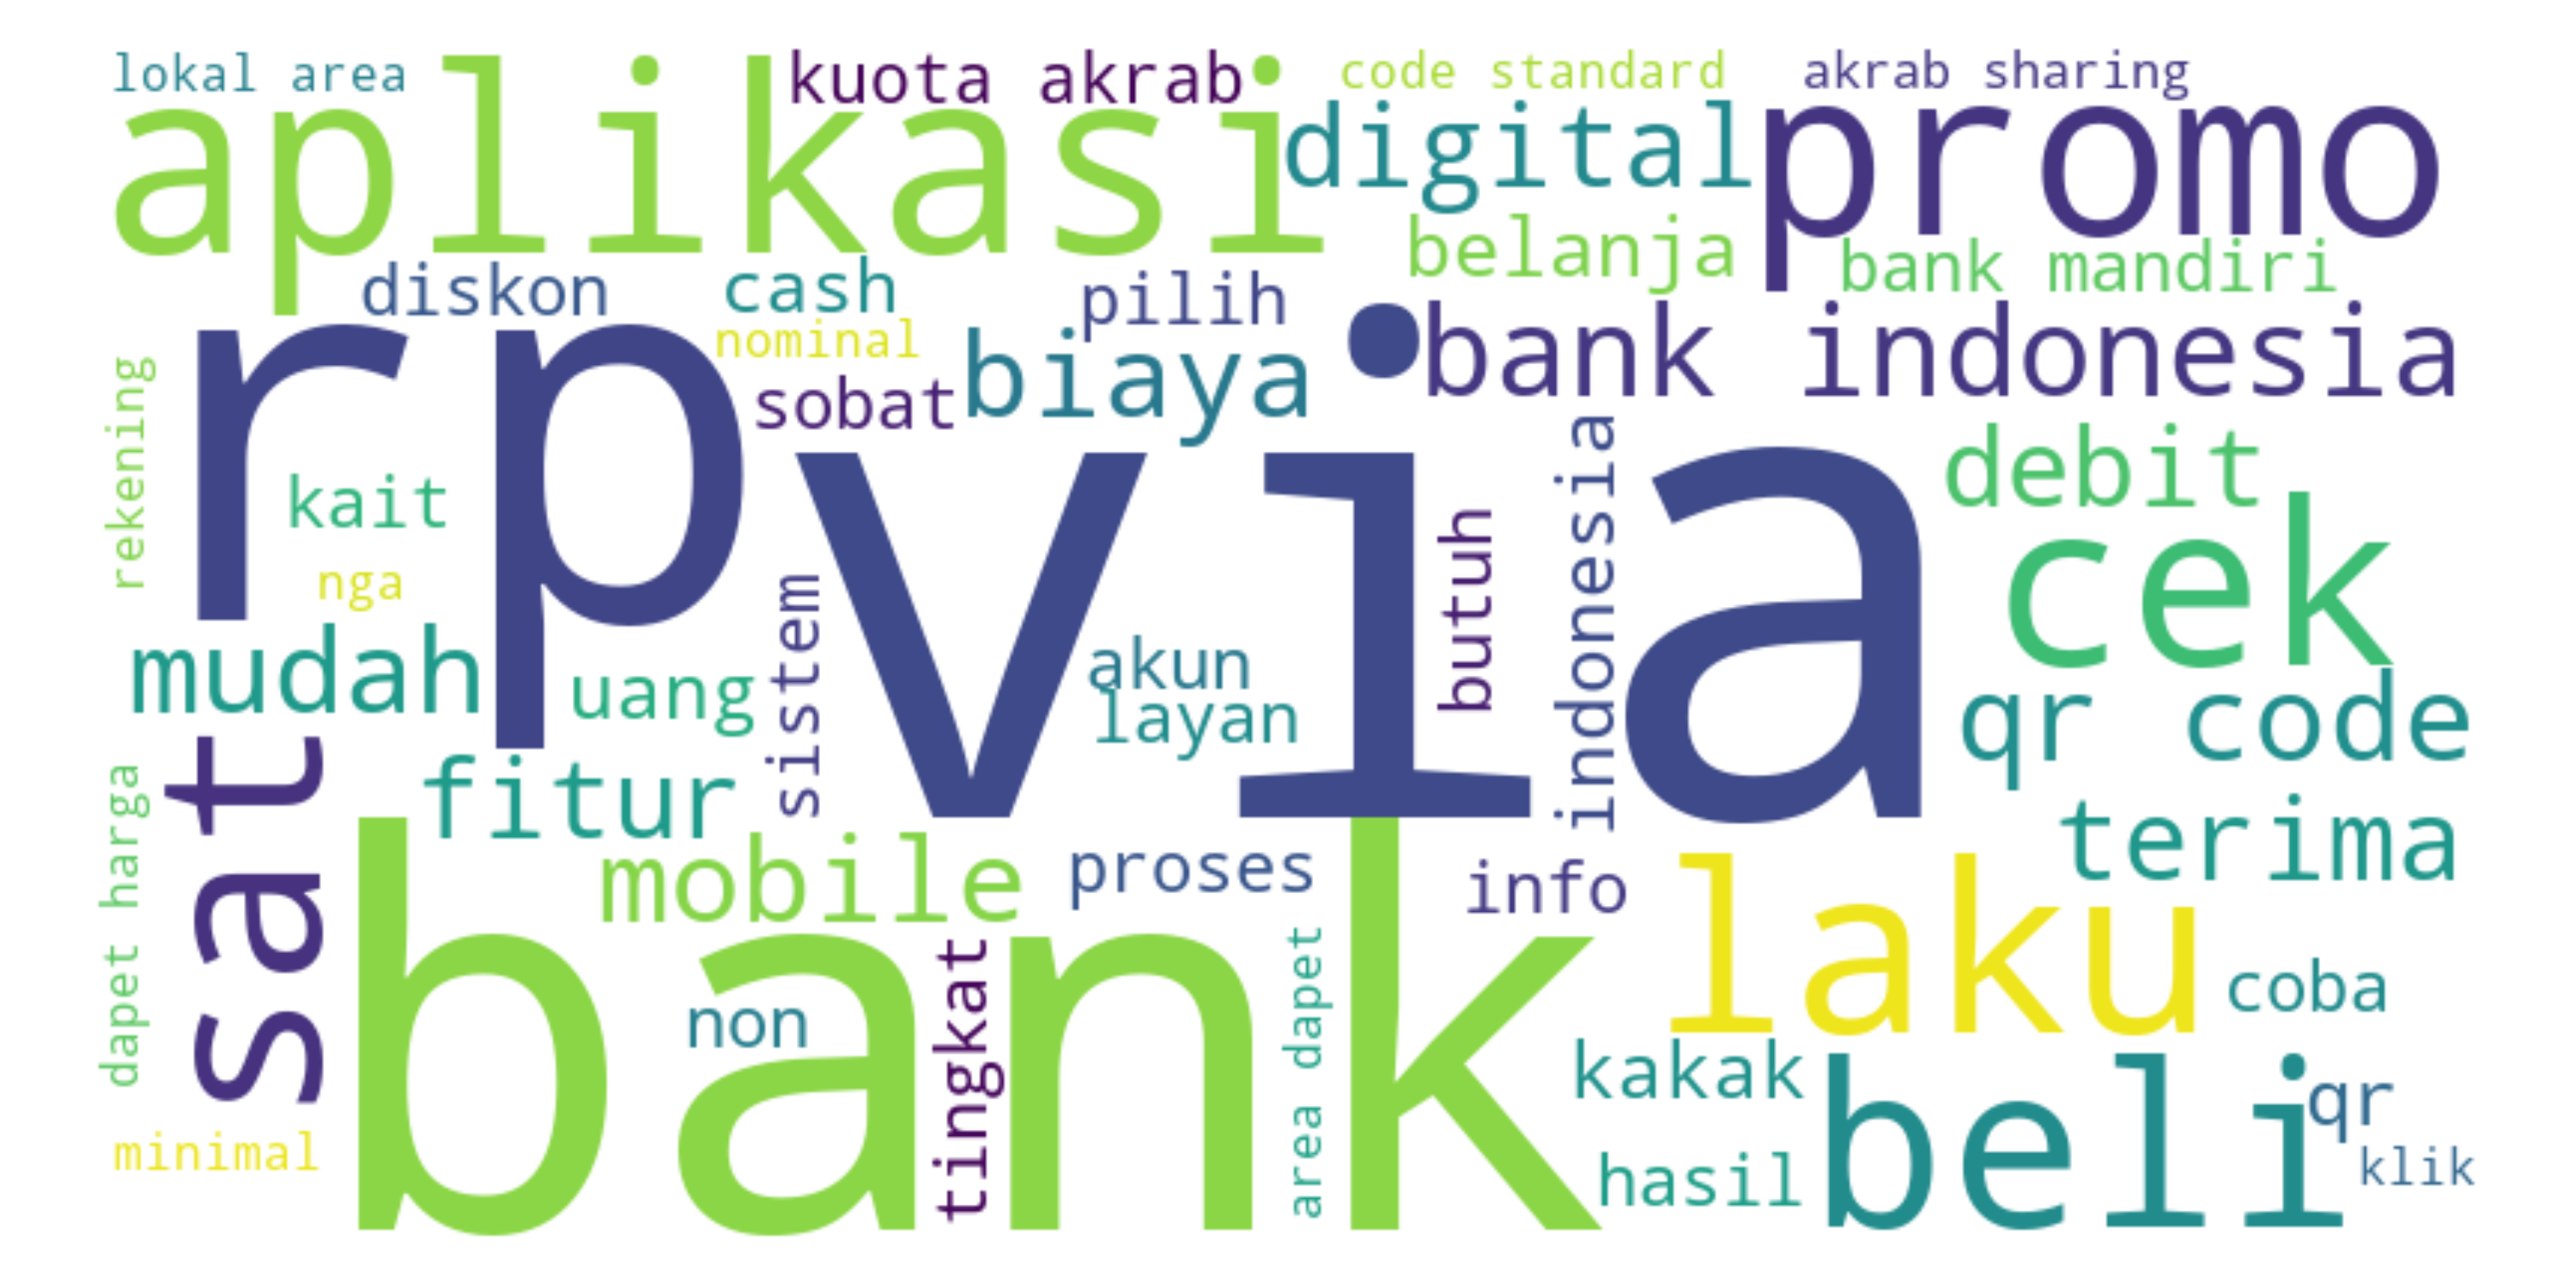 lokal area
kuota akrab
code standard
akrab sharing
aplikasi
digital
promo
belanja
bank mandiri
diskon
cash
pilih
nominal
rp
sobat
biaya
bank indonesia
rekening
kait
via
indonesia
debit
nga
sistem
butuh
cek
mudah
uang
akun
layan
qr code
sat
fitur
terima
dapet harga
mobile
proses
info
laku
bank
non
tingkat
area dapet
coba
kakak
beli
qr
minimal
hasil
klik